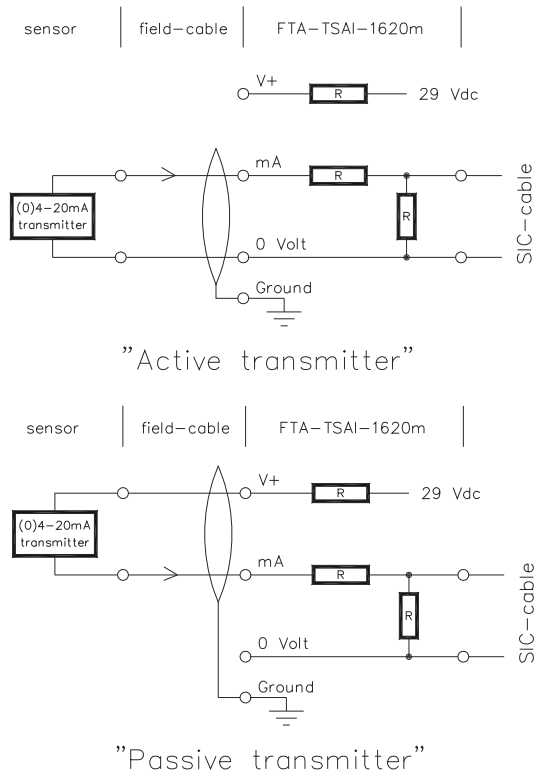 sensor field-cable FTA-TSAI-1620m
V+ R 29 Vdc
mA R
(0)4-20mA
transmitter
R
SIC-cable
0 Volt
Ground
"Active transmitter"
sensor field-cable FTA-TSAI-1620m
V+ R 29 Vdc
(0)4-20mA
transmitter
mA R
R
SIC-cable
0 Volt
Ground
"Passive transmitter"